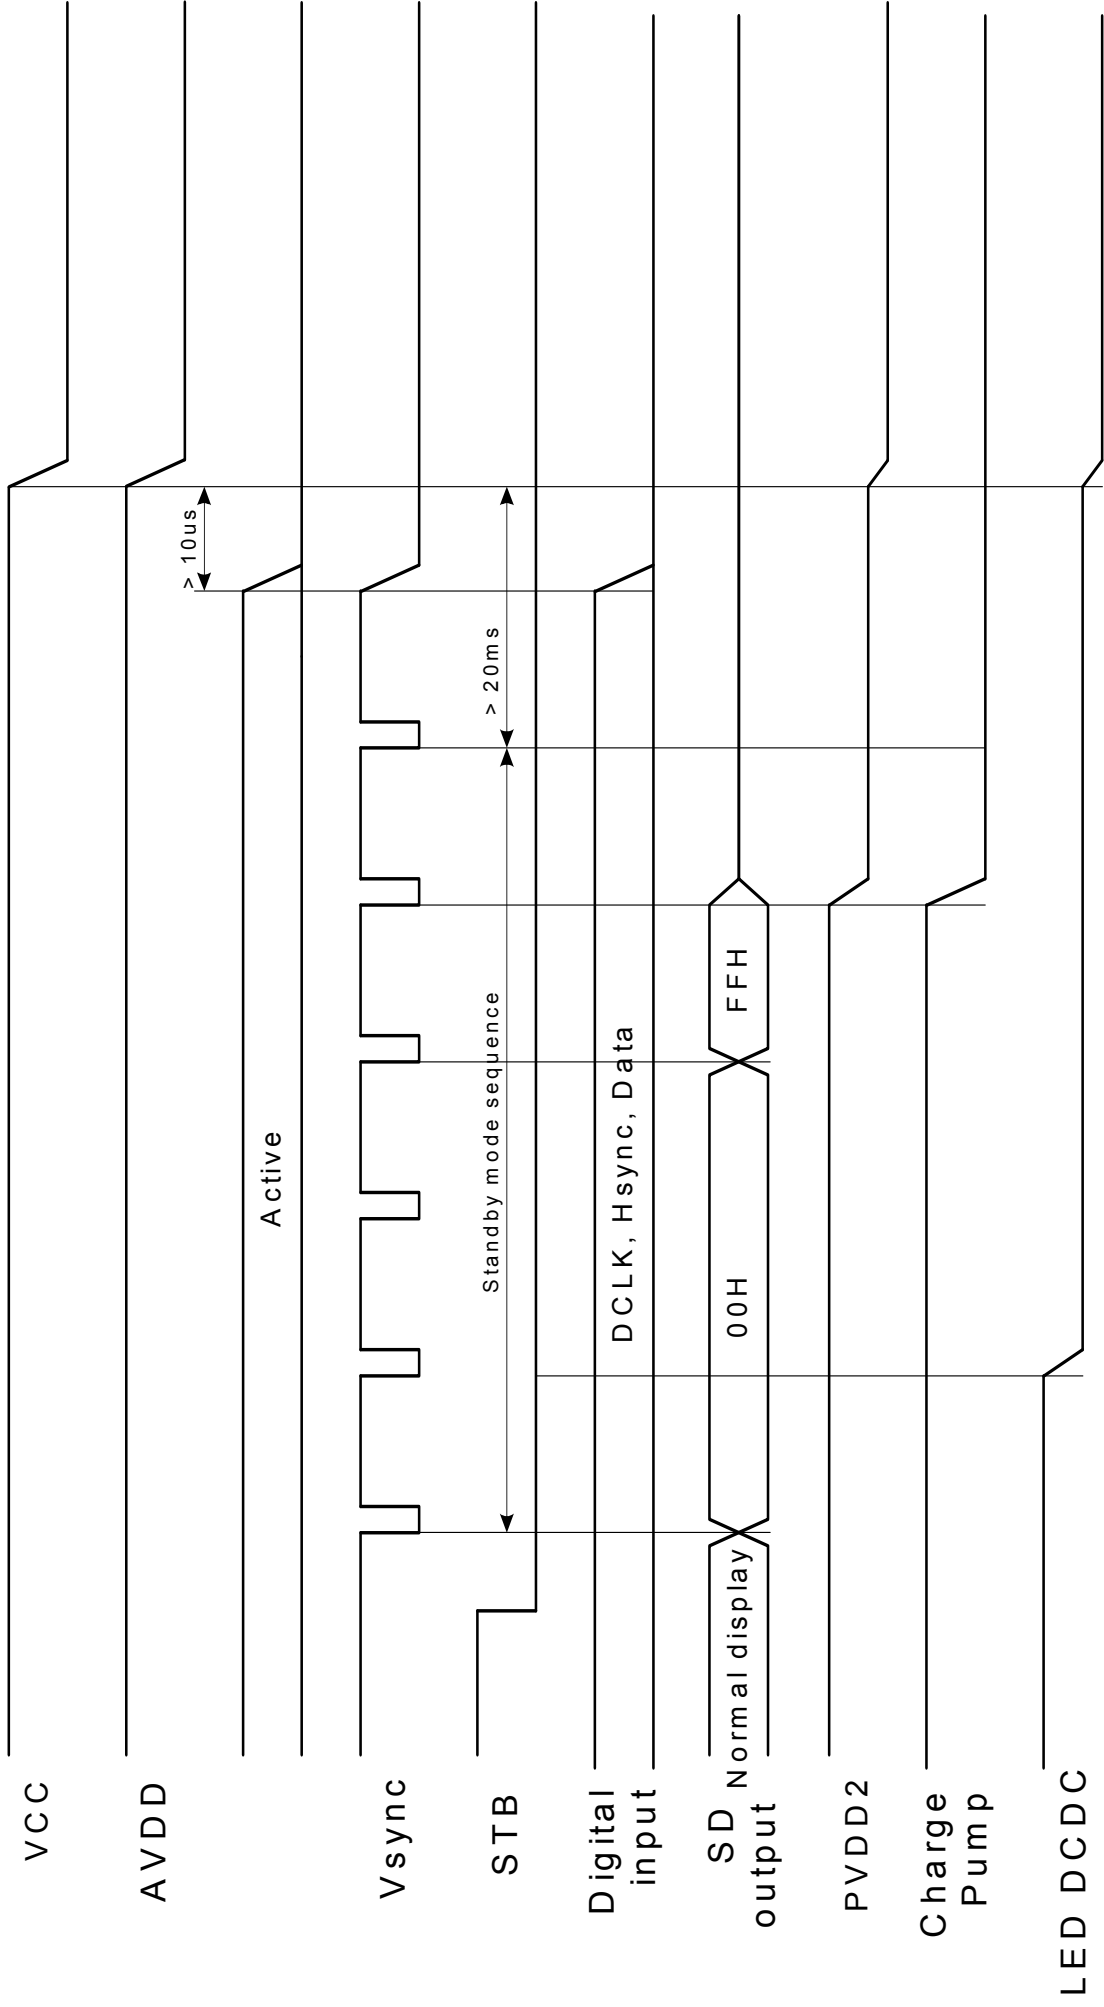 VCC
AVDD
> 10us
Active
Vsync
STB
Standby mode sequence
> 20ms
Digital
input
DCLK, Hsync, Data
SD
output
Normal display
00H
FFH
PVDD2
Charge
Pump
LED DCDC